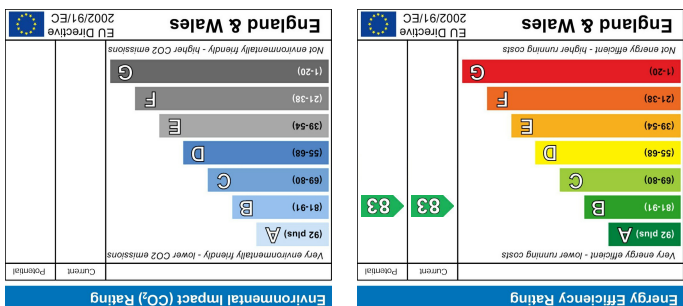 Energy Efficiency Rating
Current Potential
Very energy efficient - lower running costs
(92 plus) A
(81-91) B
83 83
(69-80) C
(55-68) D
(39-54) E
(21-38) F
(1-20) G
Not energy efficient - higher running costs
England & Wales
EU Directive
2002/91/EC
Environmental Impact (CO₂) Rating
Current Potential
Very environmentally friendly - lower CO2 emissions
(92 plus) A
(81-91) B
(69-80) C
(55-68) D
(39-54) E
(21-38) F
(1-20) G
Not environmentally friendly - higher CO2 emissions
England & Wales
EU Directive
2002/91/EC